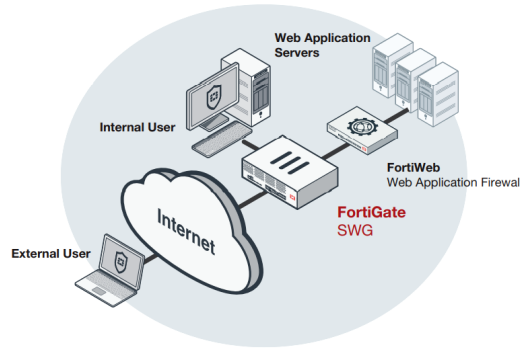 Web Application
Servers
Internal User
FortiWeb
Web Application Firewal
FortiGate
SWG
Internet
External User